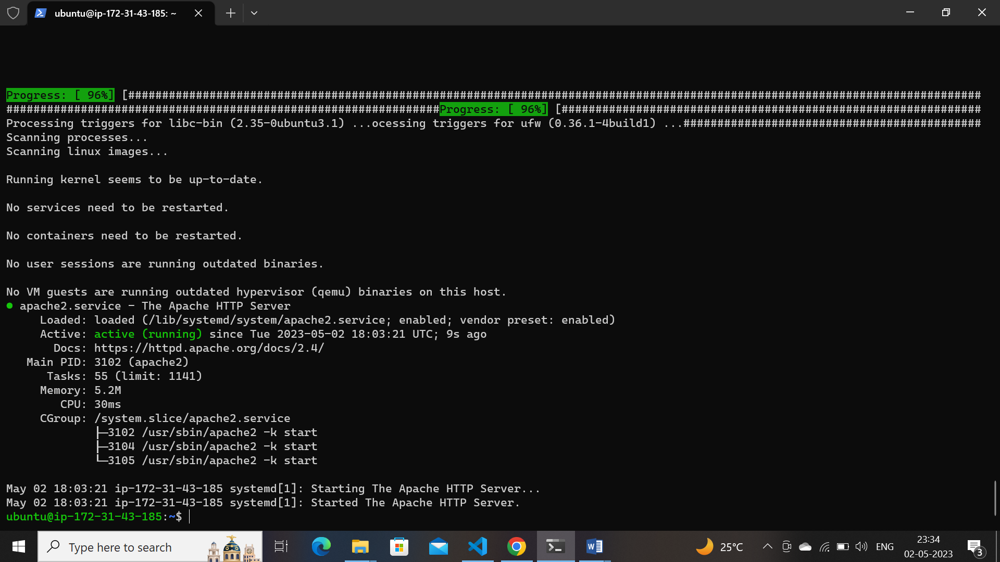 ubuntu@ip-172-31-43-185: ~
Progress: [ 96%] [##############################################################################################################################
################################################################Progress: [ 96%] [##############################################################
Processing triggers for libc-bin (2.35-0ubuntu3.1) ...ocessing triggers for ufw (0.36.1-4build1) ...############################################
Scanning processes...
Scanning linux images...
Running kernel seems to be up-to-date.
No services need to be restarted.
No containers need to be restarted.
No user sessions are running outdated binaries.
No VM guests are running outdated hypervisor (qemu) binaries on this host.
● apache2.service - The Apache HTTP Server
Loaded: loaded (/lib/systemd/system/apache2.service; enabled; vendor preset: enabled)
Active: active (running) since Tue 2023-05-02 18:03:21 UTC; 9s ago
Docs: https://httpd.apache.org/docs/2.4/
Main PID: 3102 (apache2)
Tasks: 55 (limit: 1141)
Memory: 5.2M
CPU: 30ms
CGroup: /system.slice/apache2.service
├─3102 /usr/sbin/apache2 -k start
├─3104 /usr/sbin/apache2 -k start
└─3105 /usr/sbin/apache2 -k start
May 02 18:03:21 ip-172-31-43-185 systemd[1]: Starting The Apache HTTP Server...
May 02 18:03:21 ip-172-31-43-185 systemd[1]: Started The Apache HTTP Server.
ubuntu@ip-172-31-43-185:~$
Type here to search
25°C
ENG
23:34
02-05-2023
3